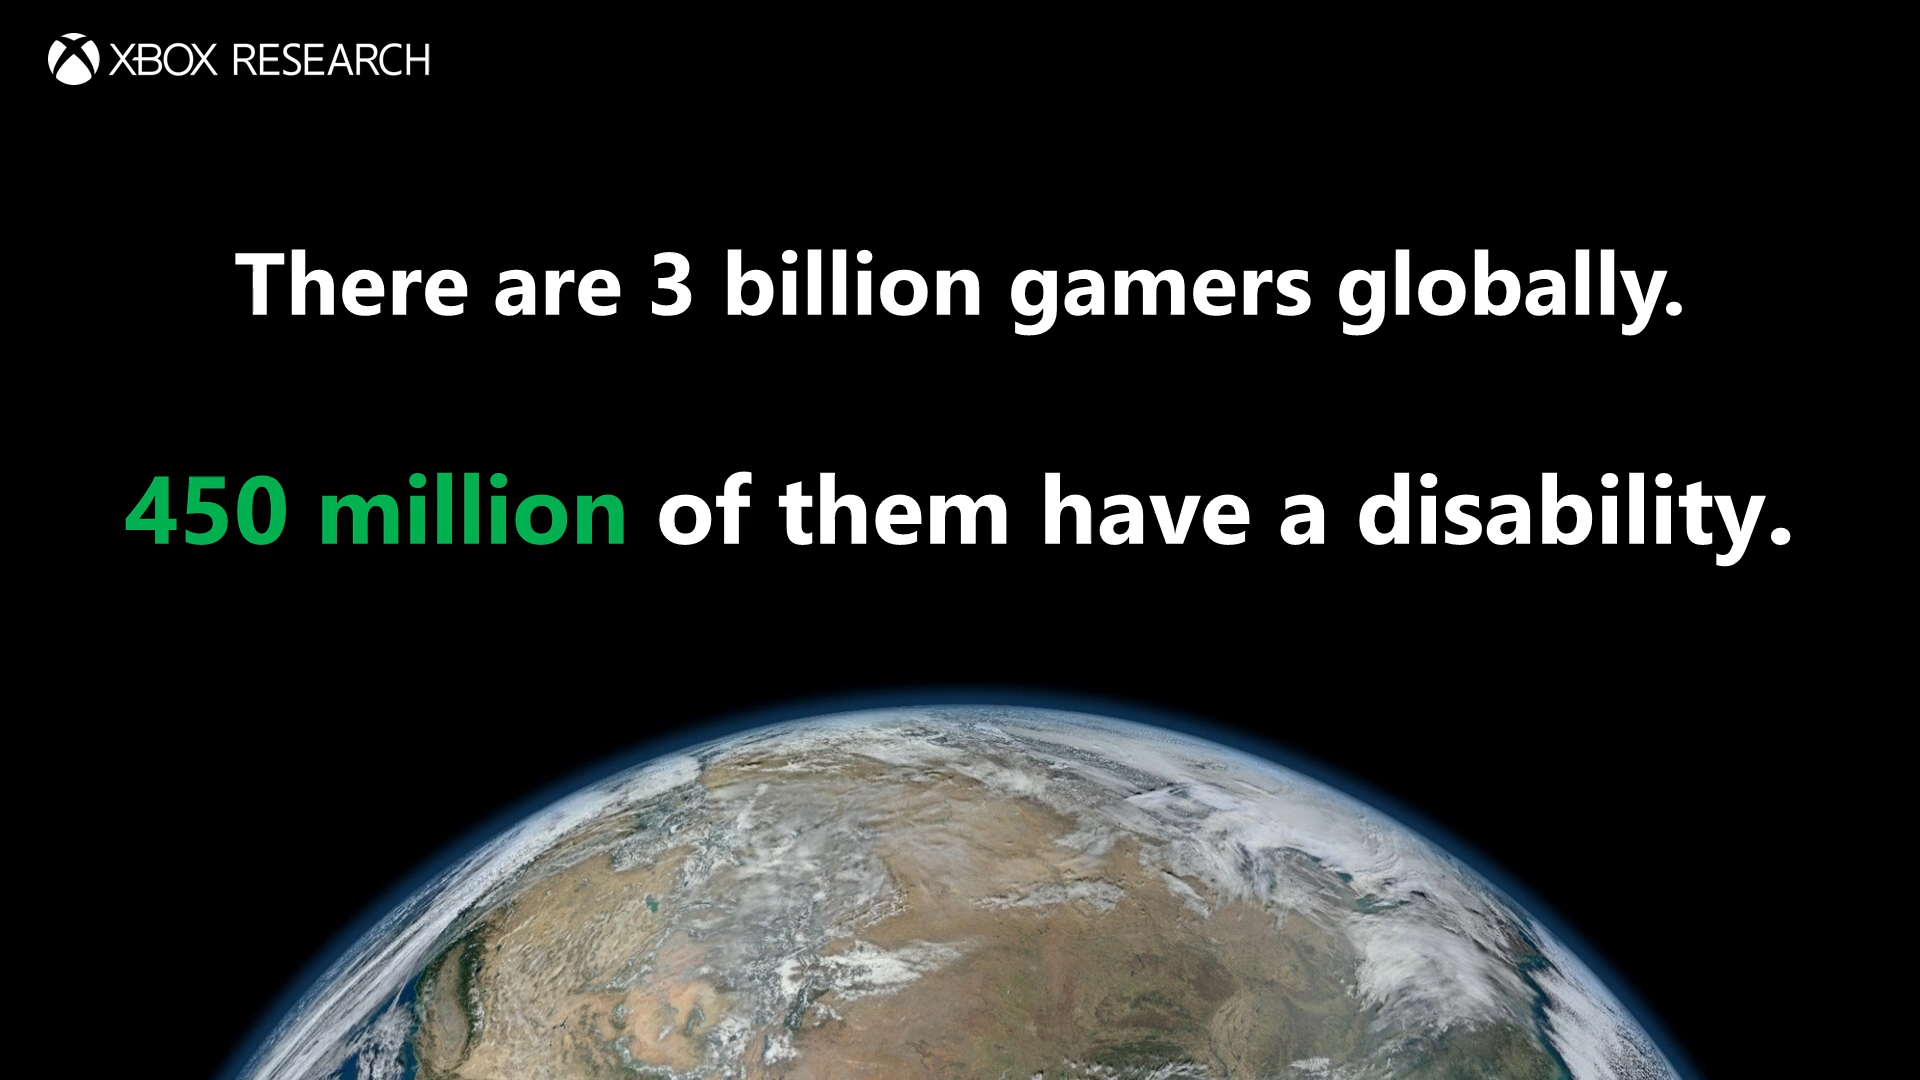 XBOX RESEARCH
There are 3 billion gamers globally.
450 million of them have a disability.